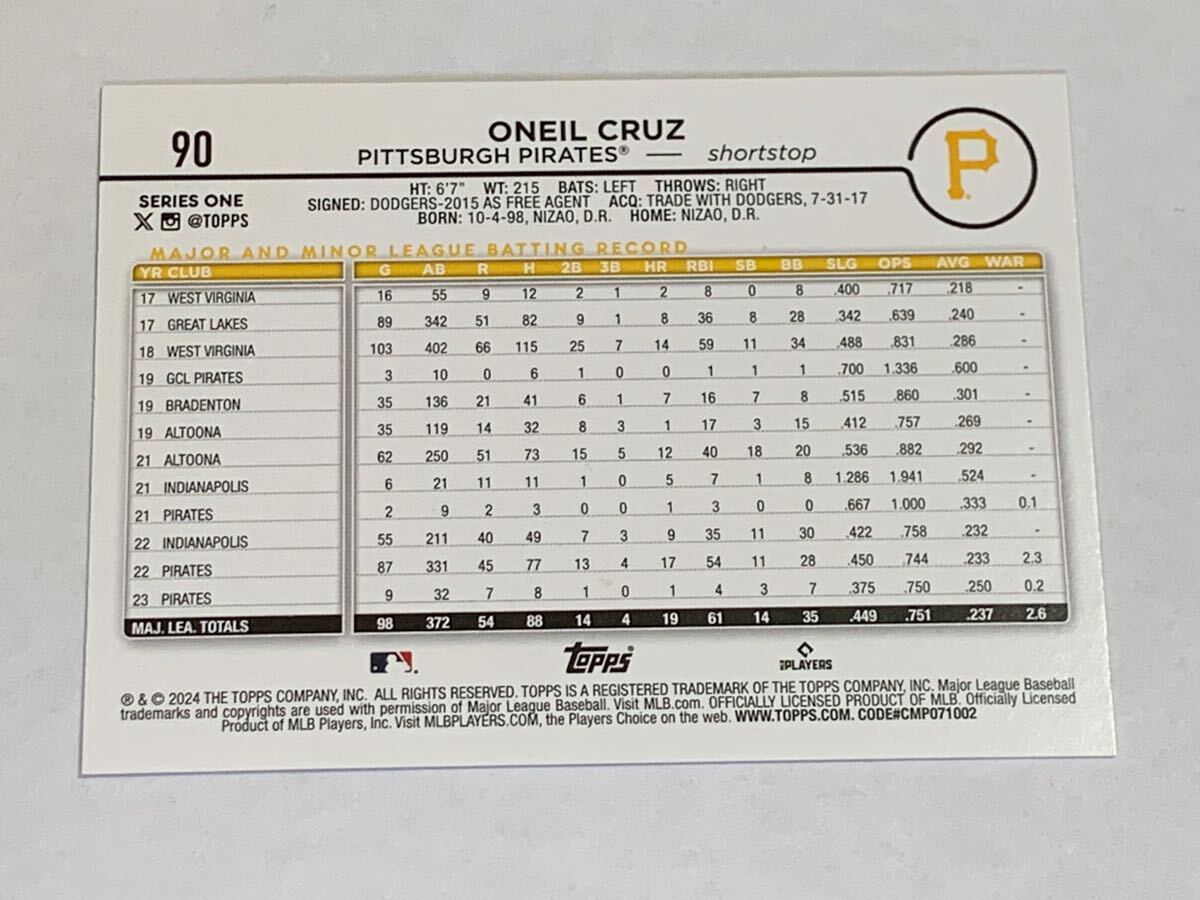 90
ONEIL CRUZ
PITTSBURGH PIRATES® — shortstop
P
SERIES ONE
X @TOPPS
HT: 6'7" WT: 215 BATS: LEFT THROWS: RIGHT
SIGNED: DODGERS-2015 AS FREE AGENT ACQ: TRADE WITH DODGERS, 7-31-17
BORN: 10-4-98, NIZAO, D.R. HOME: NIZAO, D.R.
MAJOR AND MINOR LEAGUE BATTING RECORD
YR CLUB G AB R H 2B 3B HR RBI SB BB SLG OPS AVG WAR
17 WEST VIRGINIA 16 55 9 12 2 1 2 8 0 8 .400 .717 .218 -
17 GREAT LAKES 89 342 51 82 9 1 8 36 8 28 .342 .639 .240 -
18 WEST VIRGINIA 103 402 66 115 25 7 14 59 11 34 .488 .831 .286 -
19 GCL PIRATES 3 10 0 6 1 0 0 1 1 1 .700 1.336 .600 -
19 BRADENTON 35 136 21 41 6 1 7 16 7 8 .515 .860 .301 -
19 ALTOONA 35 119 14 32 8 3 1 17 3 15 .412 .757 .269 -
21 ALTOONA 62 250 51 73 15 5 12 40 18 20 .536 .882 .292 -
21 INDIANAPOLIS 6 21 11 11 1 0 5 7 1 8 1.286 1.941 .524 -
21 PIRATES 2 9 2 3 0 0 1 3 0 0 .667 1.000 .333 0.1
22 INDIANAPOLIS 55 211 40 49 7 3 9 35 11 30 .422 .758 .232 -
22 PIRATES 87 331 45 77 13 4 17 54 11 28 .450 .744 .233 2.3
23 PIRATES 9 32 7 8 1 0 1 4 3 7 .375 .750 .250 0.2
MAJ. LEA. TOTALS 98 372 54 88 14 4 19 61 14 35 .449 .751 .237 2.6
TOPPS® MLB PLAYERS
® & © 2024 THE TOPPS COMPANY, INC. ALL RIGHTS RESERVED. TOPPS IS A REGISTERED TRADEMARK OF THE TOPPS COMPANY, INC. Major League Baseball
trademarks and copyrights are used with permission of Major League Baseball. Visit MLB.com. OFFICIALLY LICENSED PRODUCT OF MLB. Officially Licensed
Product of MLB Players, Inc. Visit MLBPLAYERS.COM, the Players Choice on the web. WWW.TOPPS.COM. CODE#CMP071002